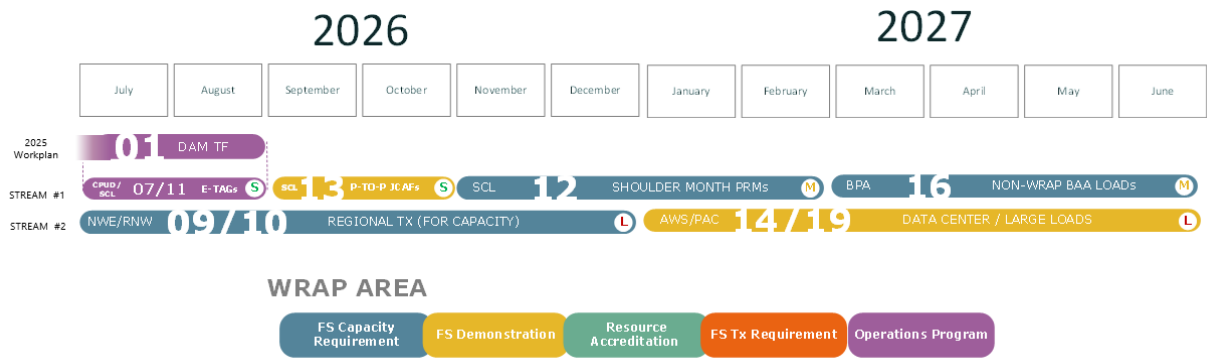 2026
2027
July
August
September
October
November
December
January
February
March
April
May
June
2025
Workplan
01 DAM TF
STREAM #1
CPUD/
SCL
07/11 E-TAGs S
SCL 13 P-TO-P JCAFs S
SCL 12 SHOULDER MONTH PRMs M
BPA 16 NON-WRAP BAA LOADs M
STREAM #2
NWE/RNW 09/10 REGIONAL TX (FOR CAPACITY) L
AWS/PAC 14/19 DATA CENTER / LARGE LOADS L
WRAP AREA
FS Capacity
Requirement
FS Demonstration
Resource
Accreditation
FS Tx Requirement
Operations Program